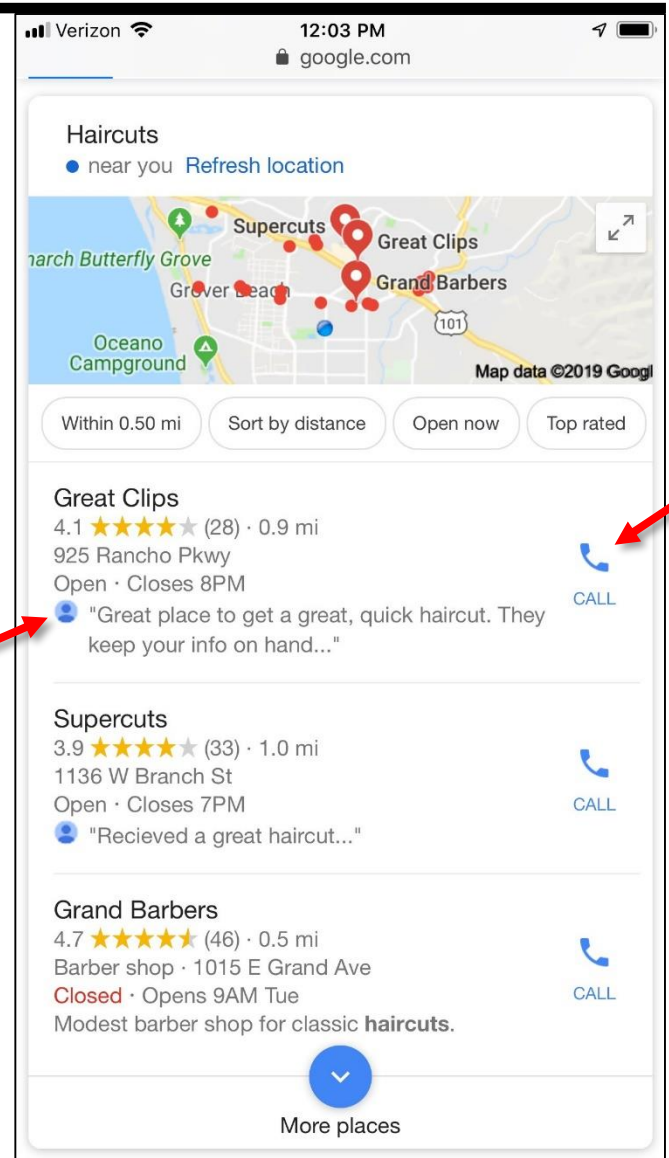 Verizon 12:03 PM
google.com
Haircuts
near you Refresh location
Supercuts
Great Clips
narch Butterfly Grove
Grand Barbers
Grover Beach
101
Oceano
Campground
Map data ©2019 Googl
Within 0.50 mi Sort by distance Open now Top rated
Great Clips
4.1 ★★★★★ (28) · 0.9 mi
925 Rancho Pkwy
Open · Closes 8PM
CALL
"Great place to get a great, quick haircut. They
keep your info on hand..."
Supercuts
3.9 ★★★★★ (33) · 1.0 mi
1136 W Branch St
Open · Closes 7PM
CALL
"Recieved a great haircut..."
Grand Barbers
4.7 ★★★★★ (46) · 0.5 mi
Barber shop · 1015 E Grand Ave
Closed · Opens 9AM Tue
CALL
Modest barber shop for classic haircuts.
More places